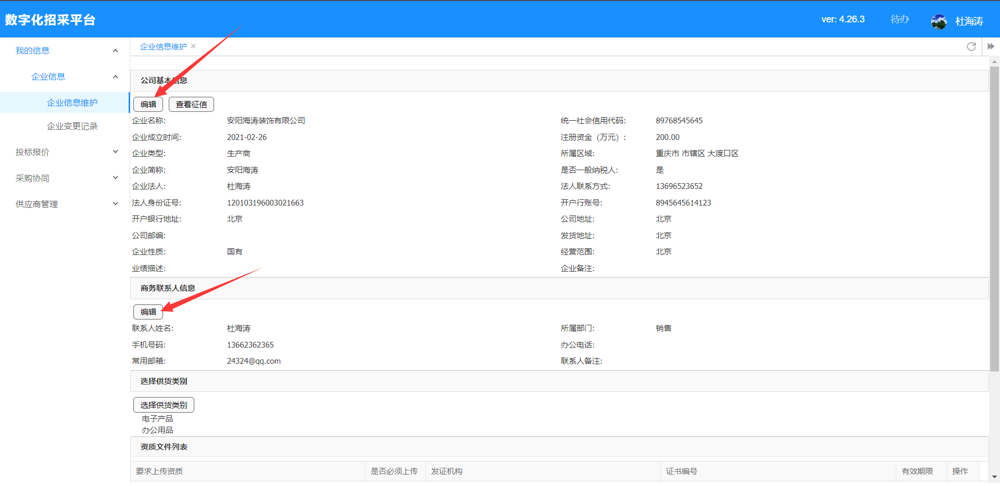 数字化招采平台
ver: 4.26.3 待办 杜海涛
我的信息
企业信息
企业信息维护
企业变更记录
投标报价
采购协同
供应商管理
企业信息维护
公司基本信息
编辑 查看征信
企业名称: 安阳海涛装饰有限公司 统一社会信用代码: 89768545645
企业成立时间: 2021-02-26 注册资金（万元）: 200.00
企业类型: 生产商 所属区域: 重庆市 市辖区 大渡口区
企业简称: 安阳海涛 是否一般纳税人: 是
企业法人: 杜海涛 法人联系方式: 13696523652
法人身份证号: 120103196003021663 开户行账号: 8945645614123
开户银行地址: 北京 公司地址: 北京
公司邮编: 发货地址: 北京
企业性质: 国有 经营范围: 北京
业绩描述: 企业备注:
商务联系人信息
编辑
联系人姓名: 杜海涛 所属部门: 销售
手机号码: 13662362365 办公电话:
常用邮箱: 24324@qq.com 联系人备注:
选择供货类别
选择供货类别
电子产品
办公用品
资质文件列表
要求上传资质 是否必须上传 发证机构 证书编号 有效期限 操作